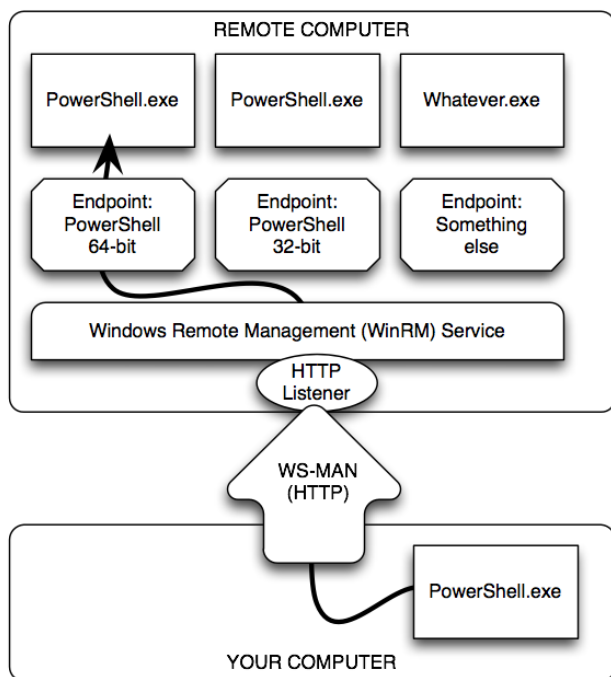 REMOTE COMPUTER
PowerShell.exe
PowerShell.exe
Whatever.exe
Endpoint:
PowerShell
64-bit
Endpoint:
PowerShell
32-bit
Endpoint:
Something
else
Windows Remote Management (WinRM) Service
HTTP
Listener
WS-MAN
(HTTP)
PowerShell.exe
YOUR COMPUTER